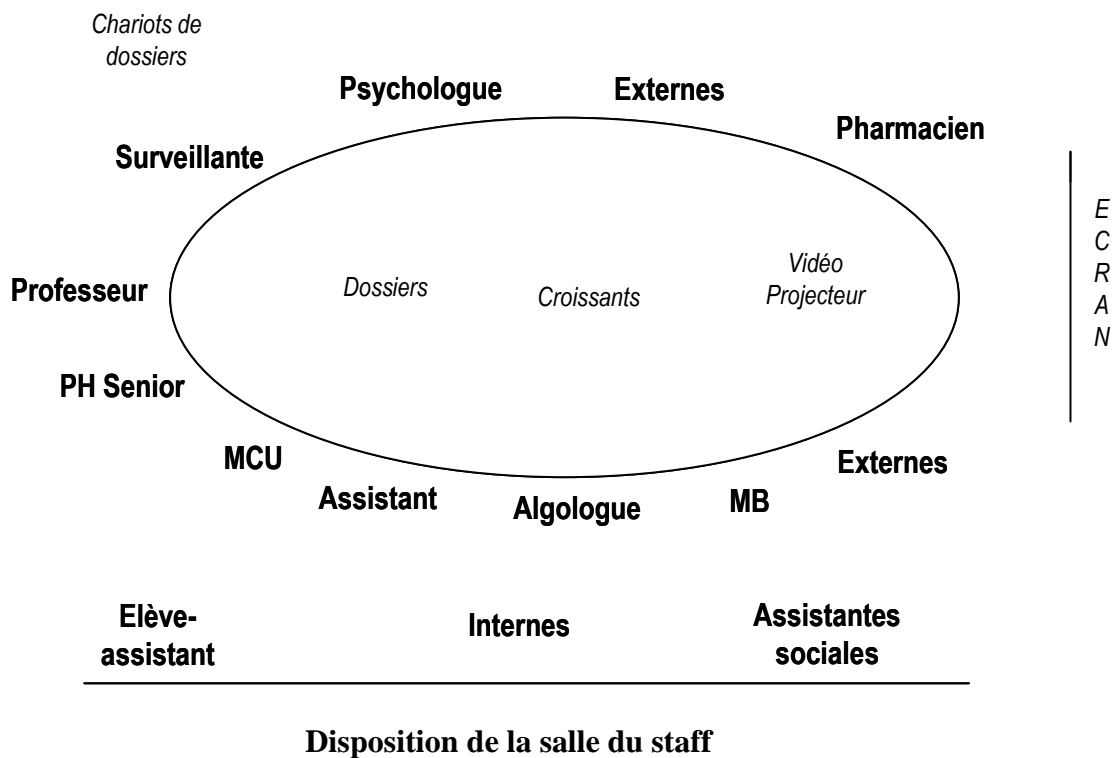 Chariots de
dossiers
Psychologue
Externes
Pharmacien
Surveillante
E
C
R
A
N
Professeur
Dossiers
Croissants
Vidéo
Projecteur
PH Senior
MCU
Externes
Assistant
Algologue
MB
Elève-
assistant
Internes
Assistantes
sociales
Disposition de la salle du staff